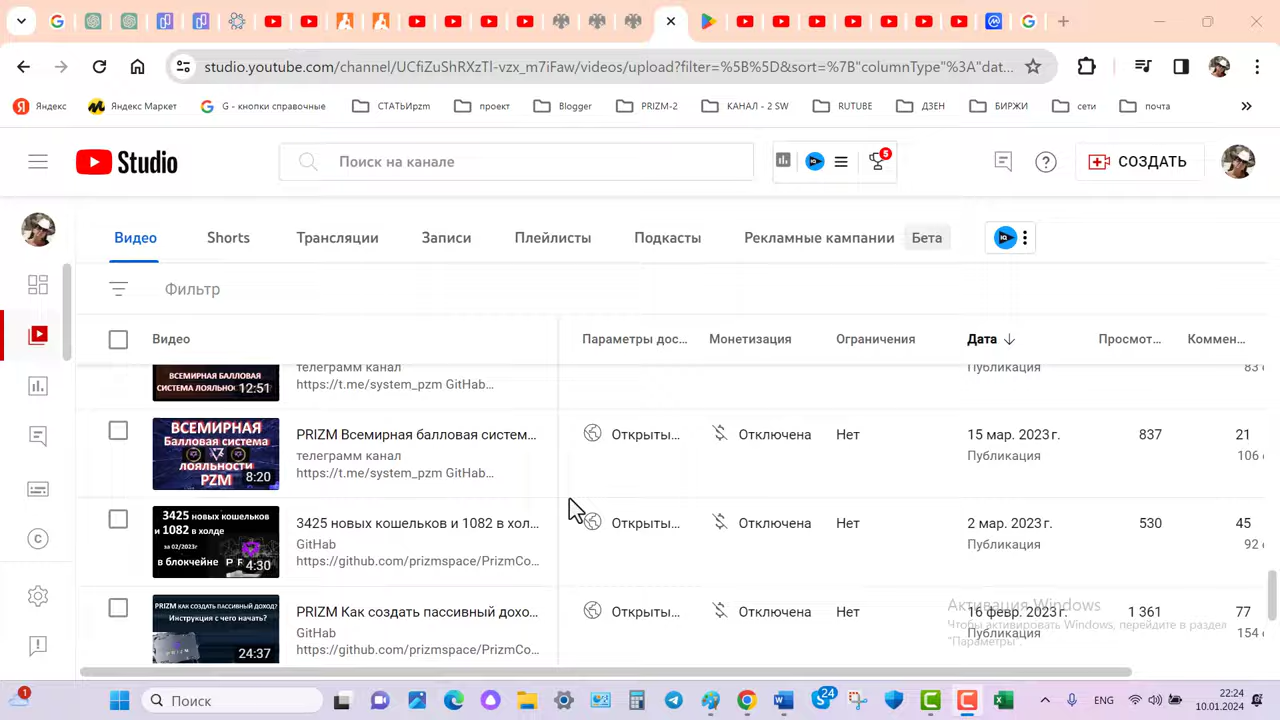 studio.youtube.com/channel/UCfiZuShRXzTI-vzx_m7iFaw/videos/upload?filter=%5B%5D&sort=%7B"columnType"%3A"dat...
Яндекс
Яндекс Маркет
G - кнопки справочные
СТАТЬИpzm
проект
Blogger
PRIZM-2
КАНАЛ - 2 SW
RUTUBE
ДЗЕН
БИРЖИ
сети
почта
Studio
Поиск на канале
5
СОЗДАТЬ
Видео
Shorts
Трансляции
Записи
Плейлисты
Подкасты
Рекламные кампании
Бета
Фильтр
Видео
Параметры дос...
Монетизация
Ограничения
Дата
Просмот...
Коммен...
ВСЕМИРНАЯ БАЛЛОВАЯ
12:51
телеграмм канал
https://t.me/system_pzm GitHab...
Публикация
83
ВСЕМИРНАЯ
Балловая система
лояльности
PZM
8:20
PRIZM Всемирная балловая систем...
телеграмм канал
https://t.me/system_pzm GitHab...
Открыты...
Отключена
Нет
15 мар. 2023 г.
Публикация
837
21
106
3425 новых кошельков
и 1082 в холде
за 02/2023г
в блокчейне
4:30
3425 новых кошельков и 1082 в хол...
GitHab
https://github.com/prizmspace/PrizmCo...
Открыты...
Отключена
Нет
2 мар. 2023 г.
Публикация
530
45
92
PRIZM КАК СОЗДАТЬ ПАССИВНЫЙ ДОХОД?
Инструкция с чего начать?
24:37
PRIZM Как создать пассивный дохо...
GitHab
https://github.com/prizmspace/PrizmCo...
Открыты...
Отключена
Нет
16 февр. 2023 г.
Публикация
1 361
77
154
Активация Windows
Чтобы активировать Windows, перейдите в раздел
"Параметры".
1
Поиск
24
ENG
22:24
10.01.2024